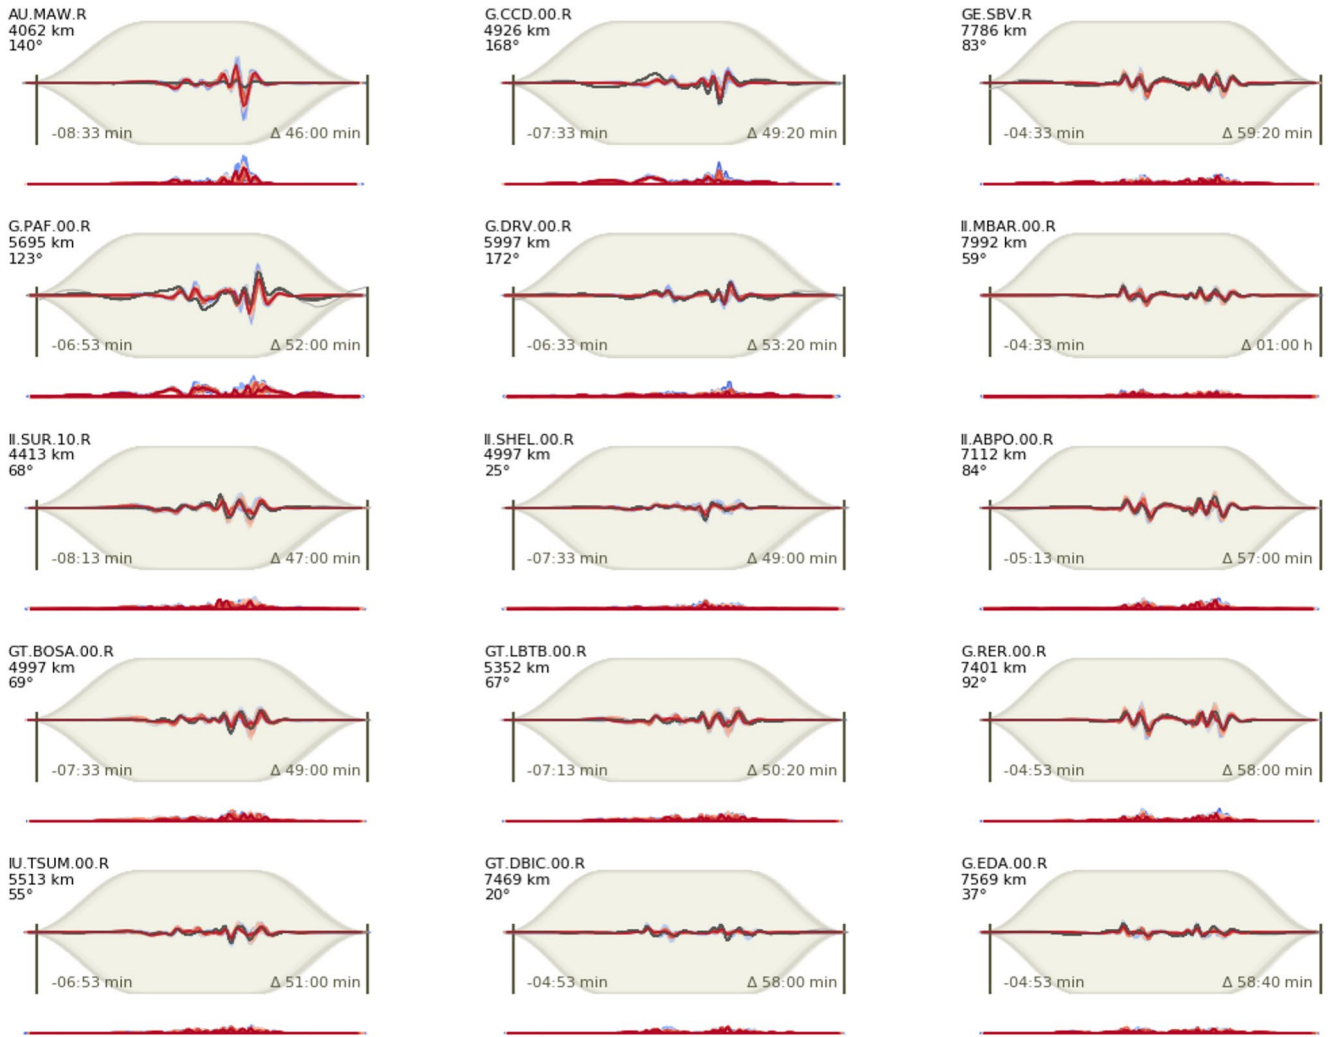 AU.MAW.R
4062 km
140°
-08:33 min
Δ 46:00 min
G.CCD.00.R
4926 km
168°
-07:33 min
Δ 49:20 min
GE.SBV.R
7786 km
83°
-04:33 min
Δ 59:20 min
G.PAF.00.R
5695 km
123°
-06:53 min
Δ 52:00 min
G.DRV.00.R
5997 km
172°
-06:33 min
Δ 53:20 min
II.MBAR.00.R
7992 km
59°
-04:33 min
Δ 01:00 h
II.SUR.10.R
4413 km
68°
-08:13 min
Δ 47:00 min
II.SHEL.00.R
4997 km
25°
-07:33 min
Δ 49:00 min
II.ABPO.00.R
7112 km
84°
-05:13 min
Δ 57:00 min
GT.BOSA.00.R
4997 km
69°
-07:33 min
Δ 49:00 min
GT.LBTB.00.R
5352 km
67°
-07:13 min
Δ 50:20 min
G.RER.00.R
7401 km
92°
-04:53 min
Δ 58:00 min
IU.TSUM.00.R
5513 km
55°
-06:53 min
Δ 51:00 min
GT.DBIC.00.R
7469 km
20°
-04:53 min
Δ 58:00 min
G.EDA.00.R
7569 km
37°
-04:53 min
Δ 58:40 min